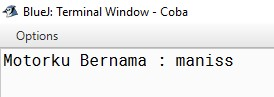 BlueJ: Terminal Window - Coba
Options
Motorku Bernama : maniss